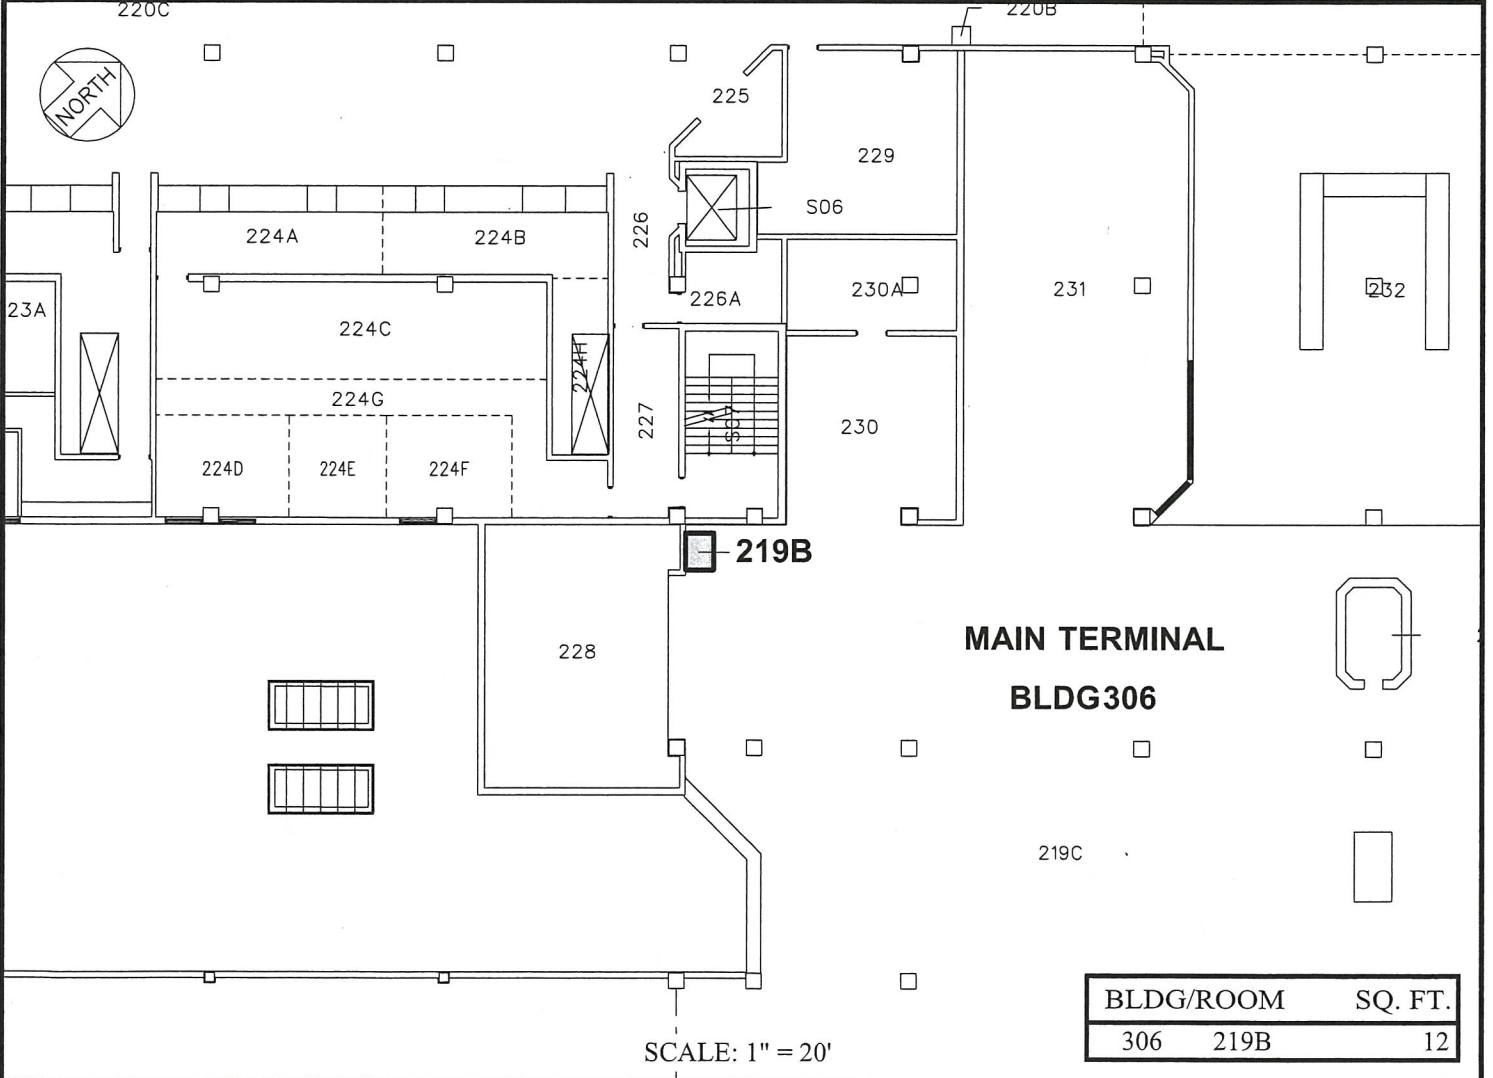 220C
220B
NORTH
225
229
S06
226
224A
224B
226A
230A
231
232
23A
224C
224H
224G
227
230
224D
224E
224F
219B
228
MAIN TERMINAL
BLDG306
219C
BLDG/ROOM SQ. FT.
306 219B 12
SCALE: 1" = 20'